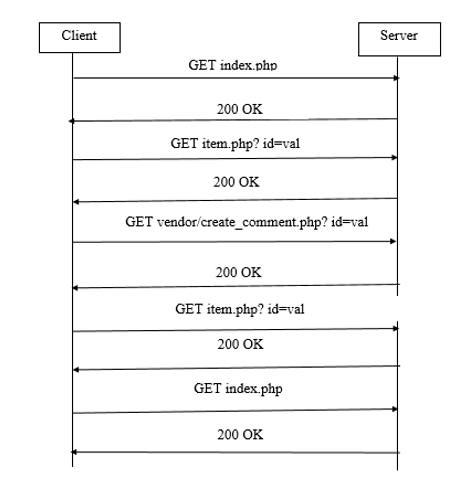 Client
Server
GET index.php
200 OK
GET item.php? id=val
200 OK
GET vendor/create_comment.php? id=val
200 OK
GET item.php? id=val
200 OK
GET index.php
200 OK